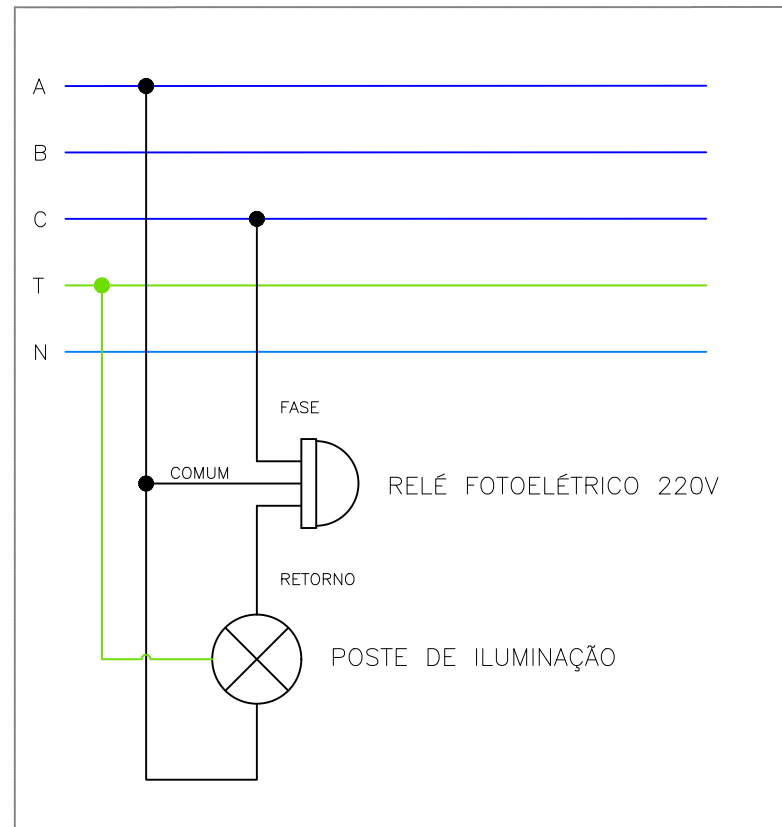 A
B
C
T
N
FASE
COMUM
RELÉ FOTOELÉTRICO 220V
RETORNO
POSTE DE ILUMINAÇÃO